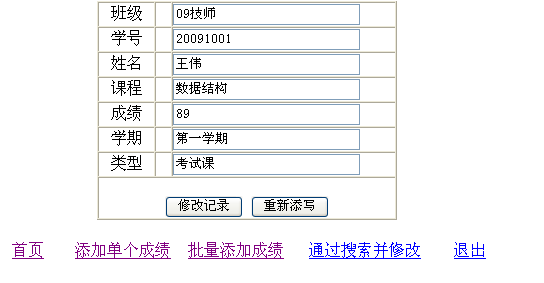 班级 09技师
学号 20091001
姓名 王伟
课程 数据结构
成绩 89
学期 第一学期
类型 考试课
修改记录 重新添写
首页 添加单个成绩 批量添加成绩 通过搜索并修改 退出